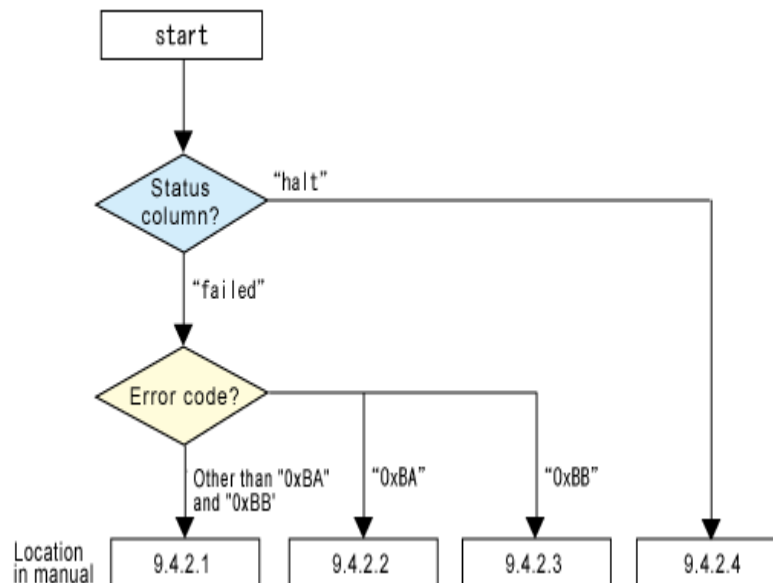 start
Status
column?
“halt”
“failed”
Error code?
Other than "0xBA"
and "0xBB'
“0xBA”
“0xBB”
Location
in manual
9.4.2.1
9.4.2.2
9.4.2.3
9.4.2.4